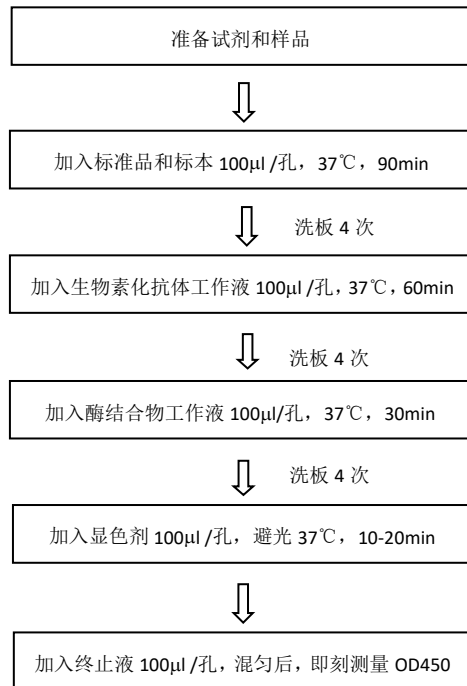 准备试剂和样品
加入标准品和标本 100μl /孔，37℃，90min
洗板 4 次
加入生物素化抗体工作液 100μl /孔，37℃，60min
洗板 4 次
加入酶结合物工作液 100μl/孔，37℃，30min
洗板 4 次
加入显色剂 100μl /孔，避光 37℃，10-20min
加入终止液 100μl /孔，混匀后，即刻测量 OD450